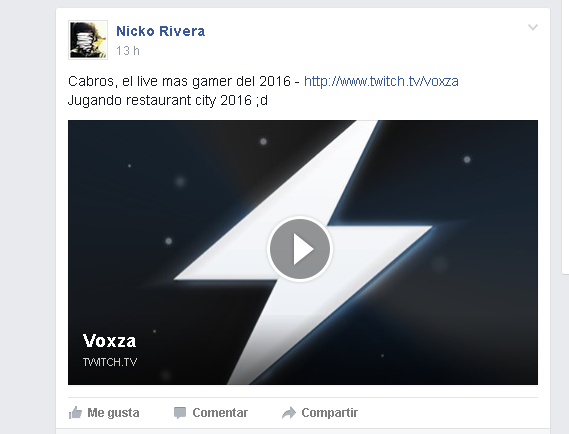 Nicko Rivera
13 h
Cabros, el live mas gamer del 2016 - http://www.twitch.tv/voxza
Jugando restaurant city 2016 ;d
Voxza
TWITCH.TV
Me gusta Comentar Compartir